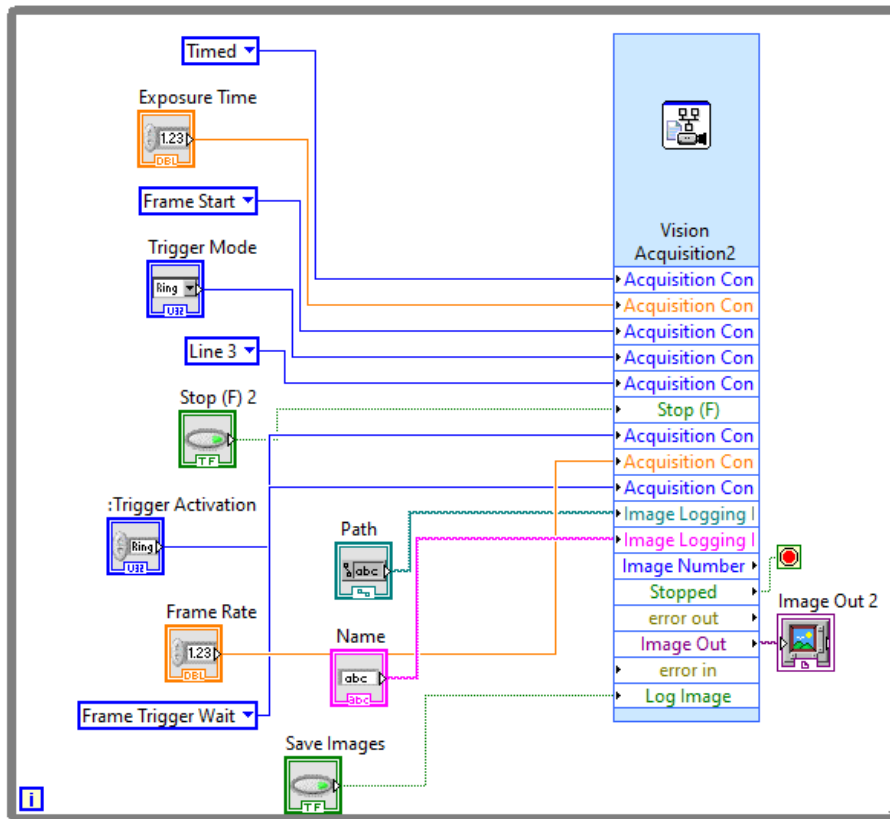 Timed
Exposure Time
1.23
DBL
Frame Start
Trigger Mode
Ring
U32
Line 3
Stop (F) 2
TF
:Trigger Activation
Ring
U32
Frame Rate
1.23
DBL
Frame Trigger Wait
Path
abc
Name
abc
abc
Save Images
TF
i
Vision
Acquisition2
Acquisition Con
Acquisition Con
Acquisition Con
Acquisition Con
Acquisition Con
Stop (F)
Acquisition Con
Acquisition Con
Acquisition Con
Image Logging I
Image Logging I
Image Number
Stopped
error out
Image Out
error in
Log Image
Image Out 2